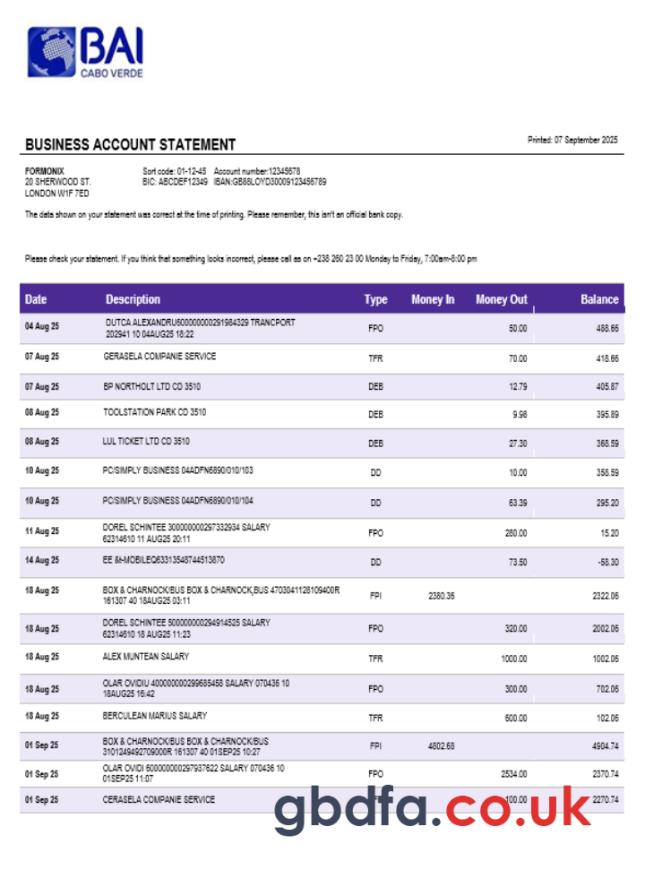 BAI
CABO VERDE
BUSINESS ACCOUNT STATEMENT
Printed: 07 September 2025
FORMONIX
20 SHERWOOD ST.
LONDON W1F 7ED
Sort code: 01-12-45 Account number:12345678
BIC: ABCDEF12349 IBAN:GB88LOYD30009123456789
The data shown on your statement was correct at the time of printing. Please remember, this isn't an official bank copy.
Please check your statement. If you think that something looks incorrect, please call as on +238 260 23 00 Monday to Friday, 7:00am-8:00 pm
Date Description Type Money In Money Out Balance
04 Aug 25 DUTCA ALEXANDRU600000000291984329 TRANCPORT FPO 50.00 488.66
202941 10 04AUG25 18:22
07 Aug 25 GERASELA COMPANIE SERVICE TFR 70.00 418.66
07 Aug 25 BP NORTHOLT LTD CD 3510 DEB 12.79 405.87
08 Aug 25 TOOLSTATION PARK CD 3510 DEB 9.98 395.89
08 Aug 25 LUL TICKET LTD CD 3510 DEB 27.30 368.59
10 Aug 25 PC/SIMPLY BUSINESS 04ADFN6890/010/103 DD 10.00 358.59
10 Aug 25 PC/SIMPLY BUSINESS 04ADFN6890/010/104 DD 63.39 295.20
11 Aug 25 DOREL SCHINTEE 300000000297332934 SALARY FPO 280.00 15.20
62314610 11 AUG25 20:11
14 Aug 25 EE &I-MOBILEQ63313548744513870 DD 73.50 -58.30
18 Aug 25 BOX & CHARNOCK/BUS BOX & CHARNOCK,BUS 4703041128109400R FPI 2380.36 2322.06
161307 40 18AUG25 03:11
18 Aug 25 DOREL SCHINTEE 500000000294914525 SALARY FPO 320.00 2002.06
62314610 18 AUG25 11:23
18 Aug 25 ALEX MUNTEAN SALARY TFR 1000.00 1002.06
18 Aug 25 OLAR OVIDIU 400000000299685458 SALARY 070436 10 FPO 300.00 702.06
18AUG25 16:42
18 Aug 25 BERCULEAN MARIUS SALARY TFR 600.00 102.06
01 Sep 25 BOX & CHARNOCK/BUS BOX & CHARNOCK/BUS FPI 4802.68 4904.74
3101249492709000R 161307 40 01SEP25 10:27
01 Sep 25 OLAR OVIDI 600000000297937622 SALARY 070436 10 FPO 2534.00 2370.74
01SEP25 11:07
01 Sep 25 CERASELA COMPANIE SERVICE 100.00 2270.74
gbdfa.co.uk